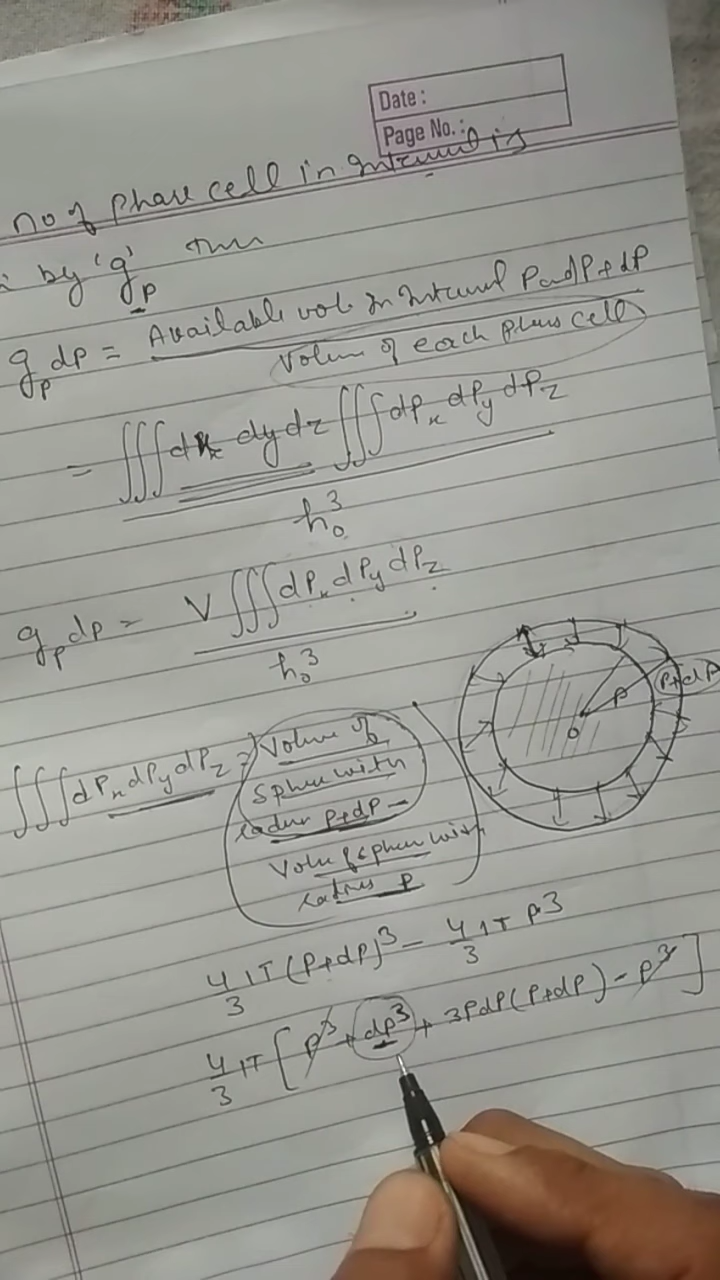 Date :
Page No. :
no of phase cell in interval is
by 'g'p then
gp dp = Available vol. in interval P and P+dP
Volume of each phase cell
= ∭dx dy dz ∭dPx dPy dPz
h₀³
gp dp = V ∭dPx dPy dPz
h₀³
∭dPx dPy dPz = Volume of
Sphere with
radius P+dP -
Volume of sphere with
radius P
P+dP
P
O
4/3 π (P+dP)³ - 4/3 π P³
4/3 π [P³ + dP³ + 3PdP(P+dP) - P³]